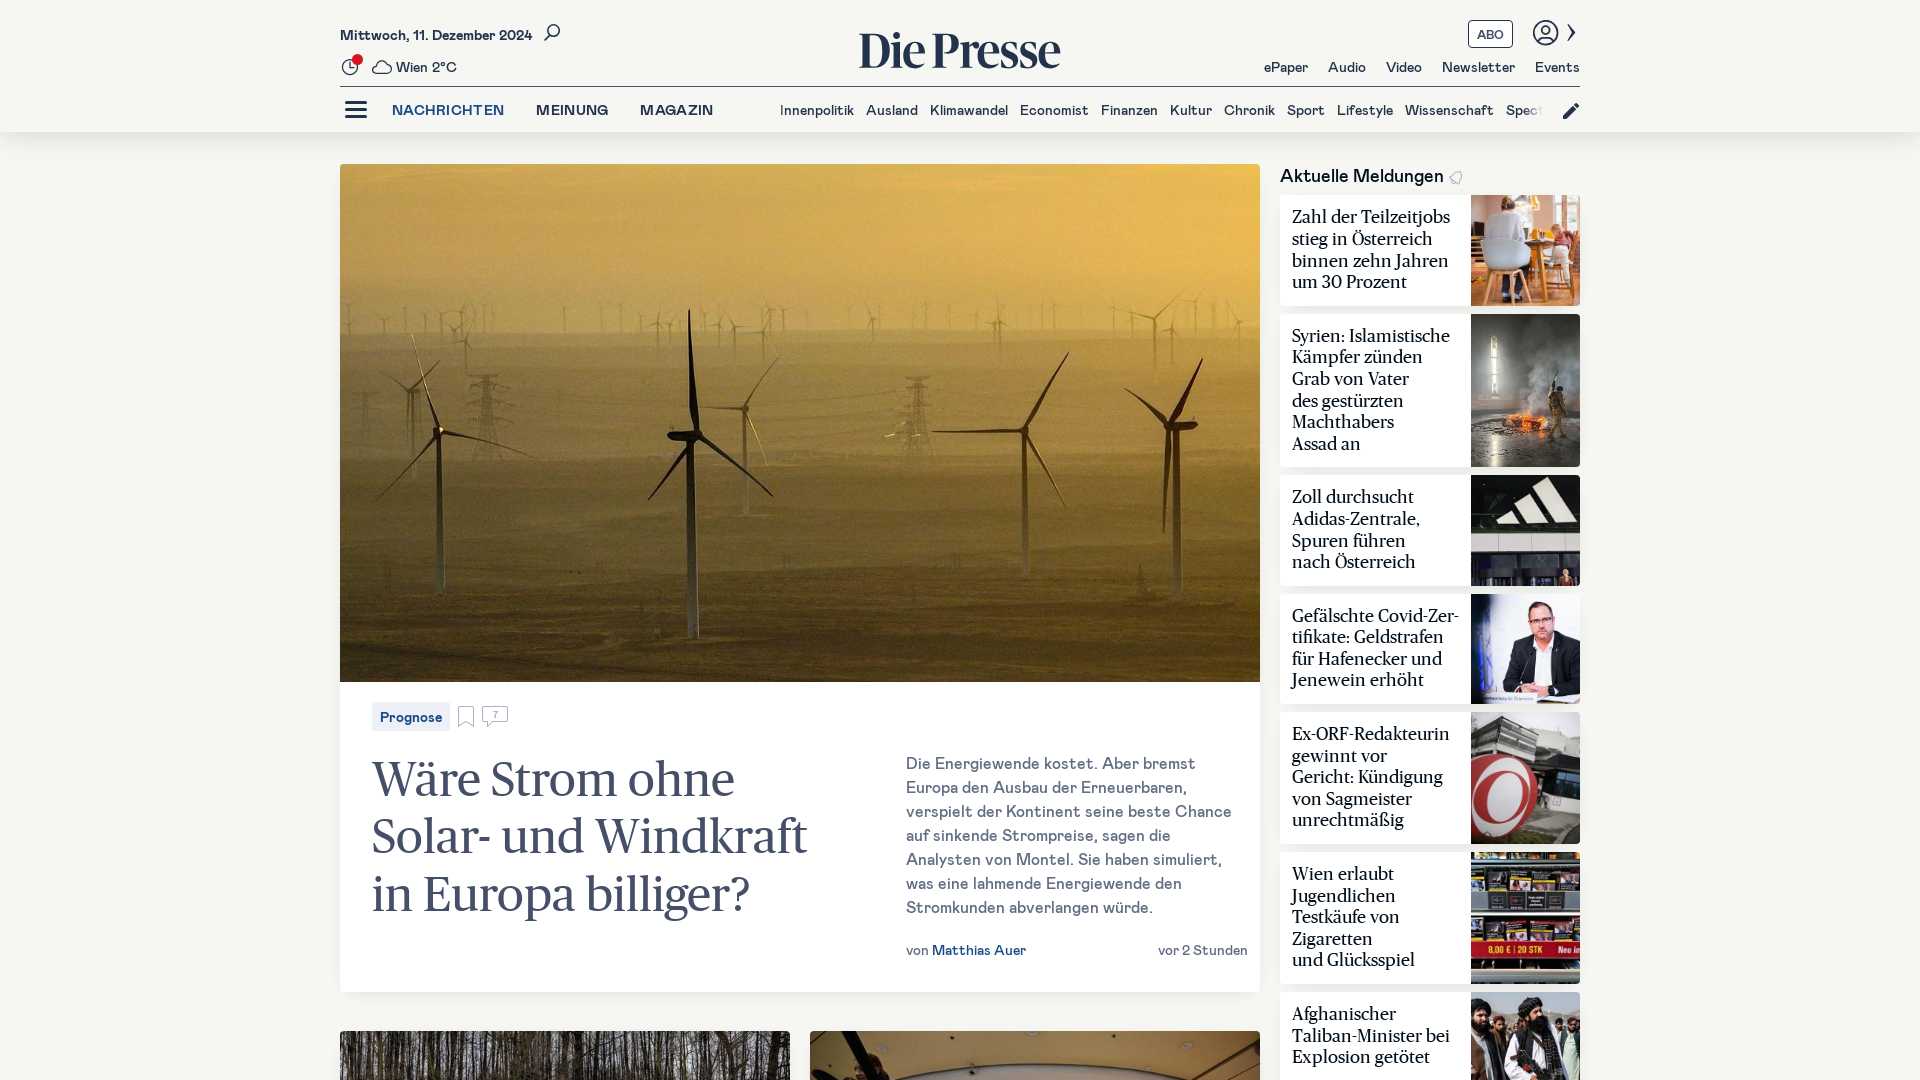 Mittwoch, 11. Dezember 2024
Wien 2°C
Die Presse
ABO
ePaper Audio Video Newsletter Events
NACHRICHTEN MEINUNG MAGAZIN
Innenpolitik Ausland Klimawandel Economist Finanzen Kultur Chronik Sport Lifestyle Wissenschaft
Prognose
7
Wäre Strom ohne
Solar- und Windkraft
in Europa billiger?
Die Energiewende kostet. Aber bremst
Europa den Ausbau der Erneuerbaren,
verspielt der Kontinent seine beste Chance
auf sinkende Strompreise, sagen die
Analysten von Montel. Sie haben simuliert,
was eine lahmende Energiewende den
Stromkunden abverlangen würde.
von Matthias Auer
vor 2 Stunden
Aktuelle Meldungen
Zahl der Teilzeitjobs
stieg in Österreich
binnen zehn Jahren
um 30 Prozent
Syrien: Islamistische
Kämpfer zünden
Grab von Vater
des gestürzten
Machthabers
Assad an
Zoll durchsucht
Adidas-Zentrale,
Spuren führen
nach Österreich
Gefälschte Covid-Zer-
tifikate: Geldstrafen
für Hafenecker und
Jenewein erhöht
Ex-ORF-Redakteurin
gewinnt vor
Gericht: Kündigung
von Sagmeister
unrechtmäßig
Wien erlaubt
Jugendlichen
Testkäufe von
Zigaretten
und Glücksspiel
8,00 € | 20 STK
Afghanischer
Taliban-Minister bei
Explosion getötet